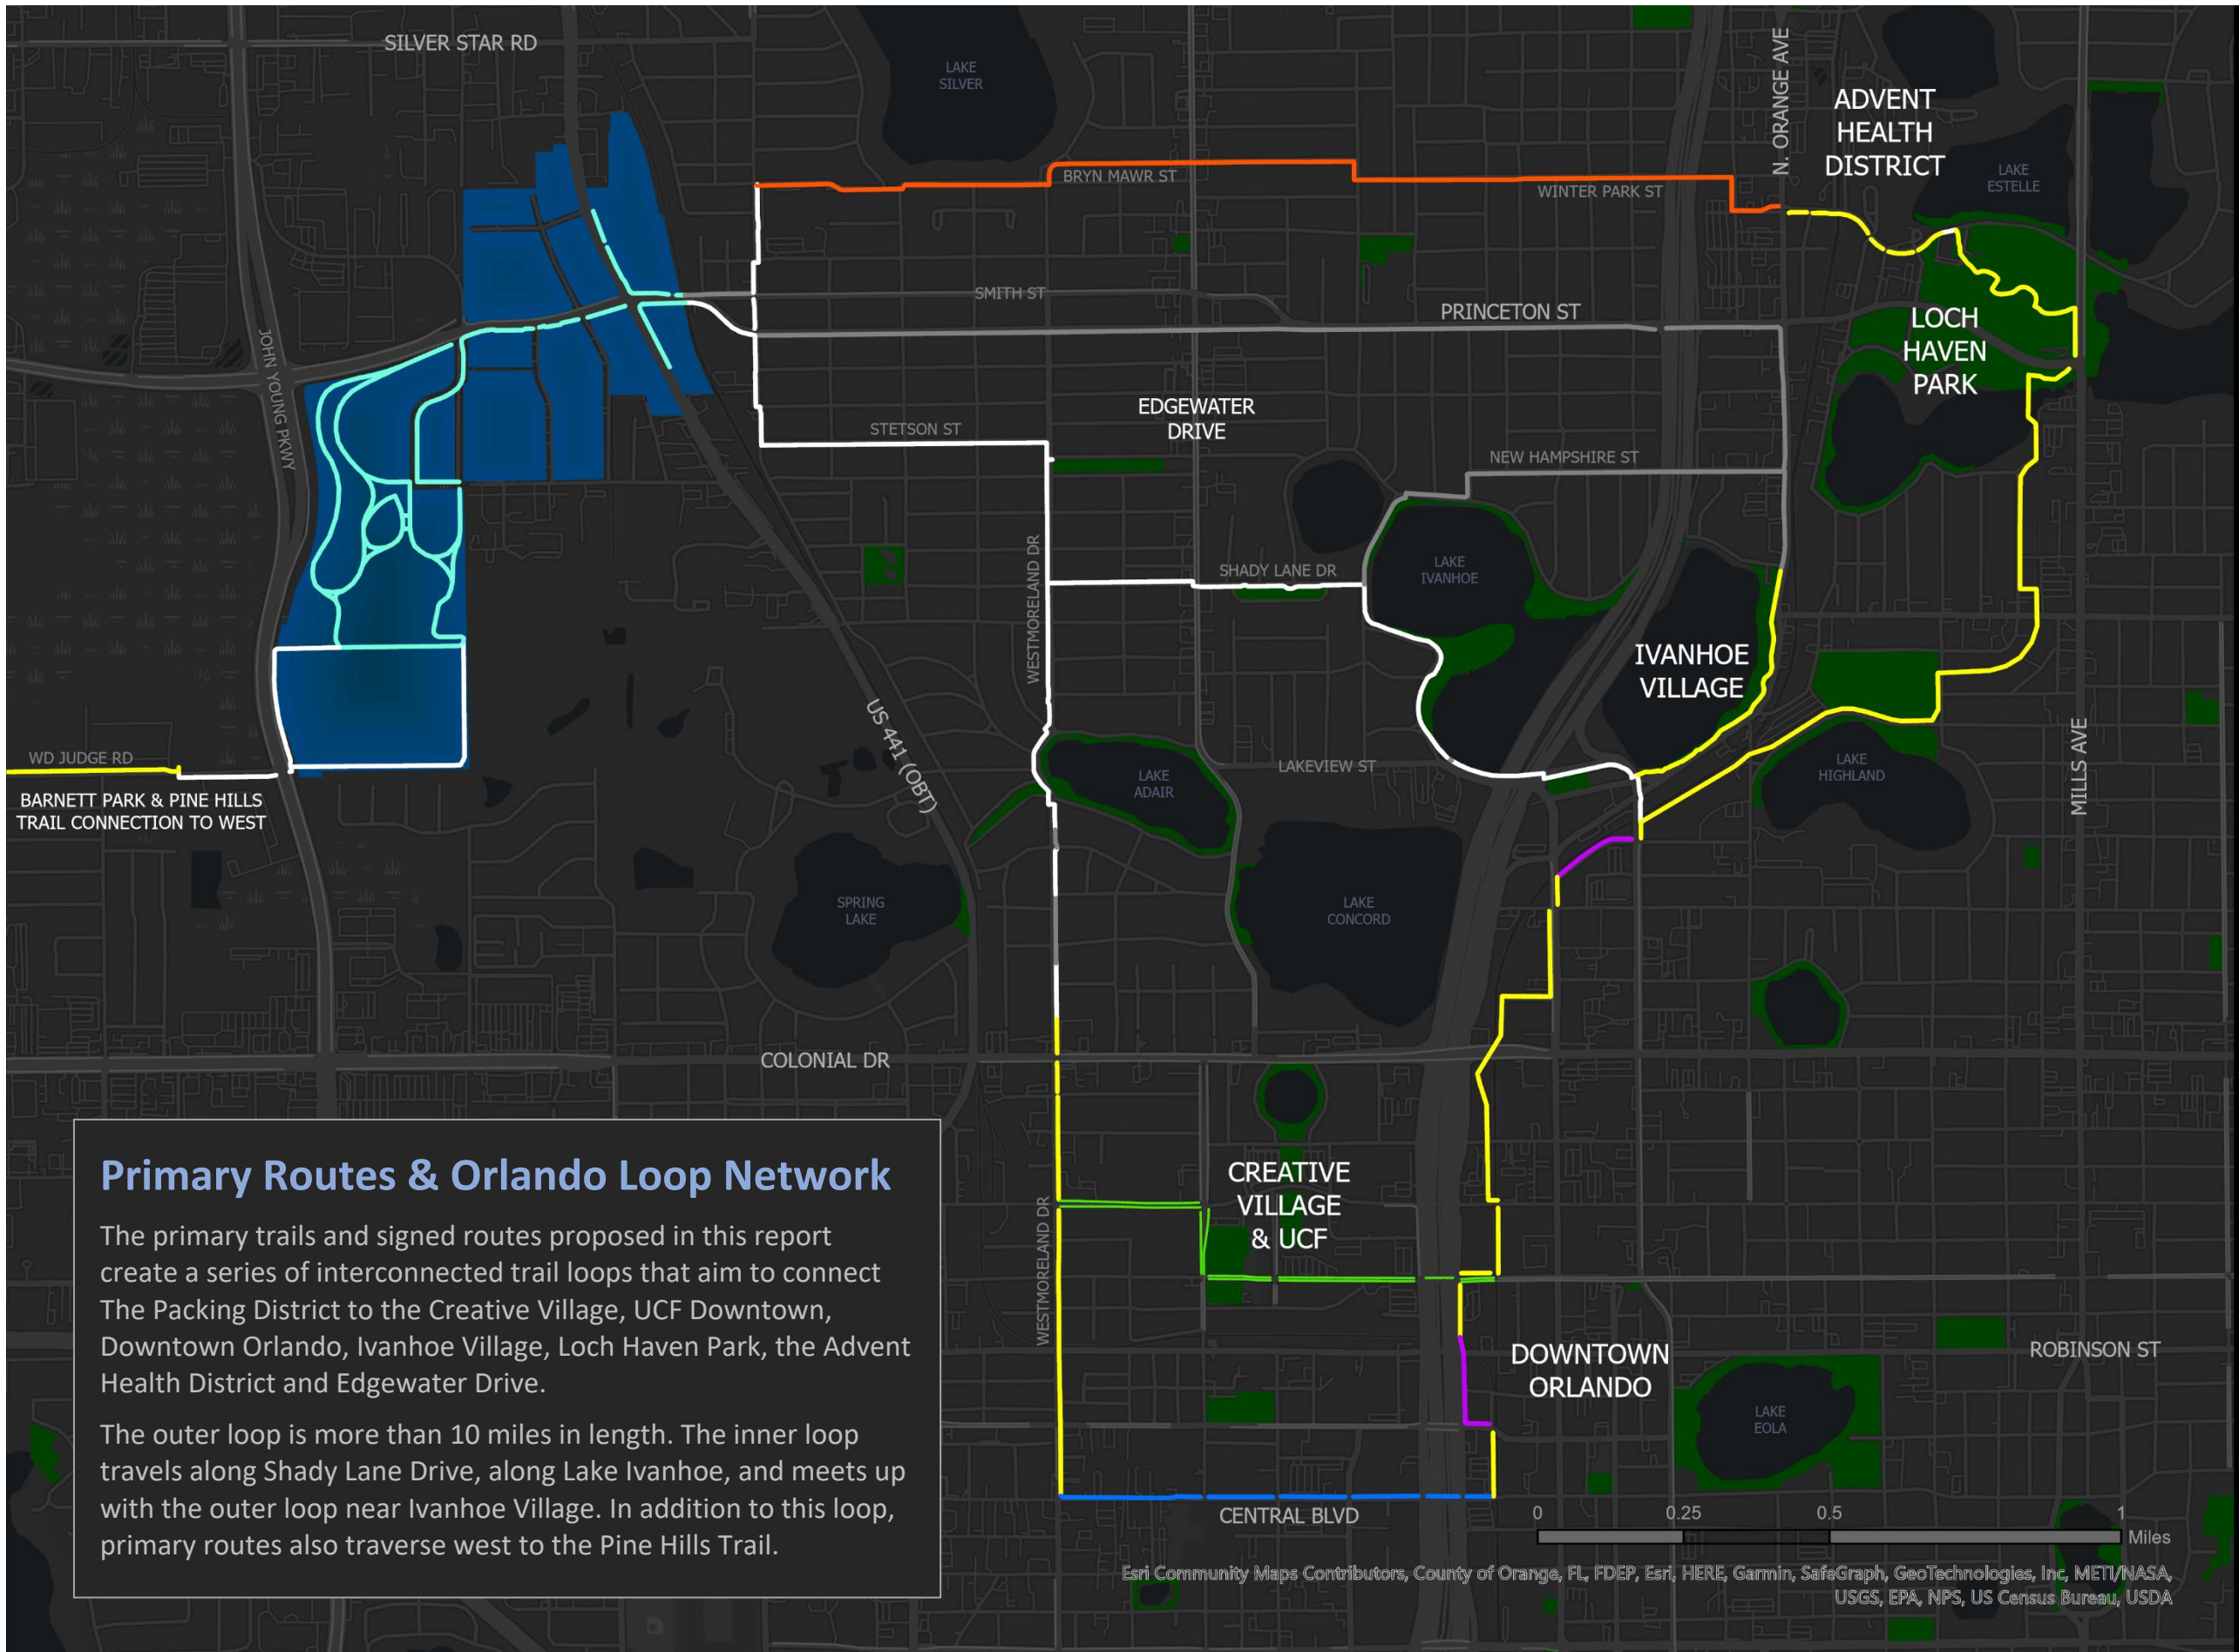 SILVER STAR RD
LAKE
SILVER
N. ORANGE AVE
ADVENT
HEALTH
DISTRICT
LAKE
ESTELLE
BRYN MAWR ST
WINTER PARK ST
SMITH ST
PRINCETON ST
LOCH
HAVEN
PARK
JOHN YOUNG PKWY
EDGEWATER
DRIVE
STETSON ST
NEW HAMPSHIRE ST
WESTMORELAND DR
SHADY LANE DR
LAKE
IVANHOE
IVANHOE
VILLAGE
US 441 (OBT)
WD JUDGE RD
BARNETT PARK & PINE HILLS
TRAIL CONNECTION TO WEST
LAKE
ADAIR
LAKEVIEW ST
LAKE
HIGHLAND
MILLS AVE
SPRING
LAKE
LAKE
CONCORD
COLONIAL DR
Primary Routes & Orlando Loop Network
The primary trails and signed routes proposed in this report
create a series of interconnected trail loops that aim to connect
The Packing District to the Creative Village, UCF Downtown,
Downtown Orlando, Ivanhoe Village, Loch Haven Park, the Advent
Health District and Edgewater Drive.
The outer loop is more than 10 miles in length. The inner loop
travels along Shady Lane Drive, along Lake Ivanhoe, and meets up
with the outer loop near Ivanhoe Village. In addition to this loop,
primary routes also traverse west to the Pine Hills Trail.
WESTMORELAND DR
CREATIVE
VILLAGE
& UCF
DOWNTOWN
ORLANDO
ROBINSON ST
LAKE
EOLA
CENTRAL BLVD
0 0.25 0.5 1
Miles
Esri Community Maps Contributors, County of Orange, FL, FDEP, Esri, HERE, Garmin, SafeGraph, GeoTechnologies, Inc, METI/NASA,
USGS, EPA, NPS, US Census Bureau, USDA